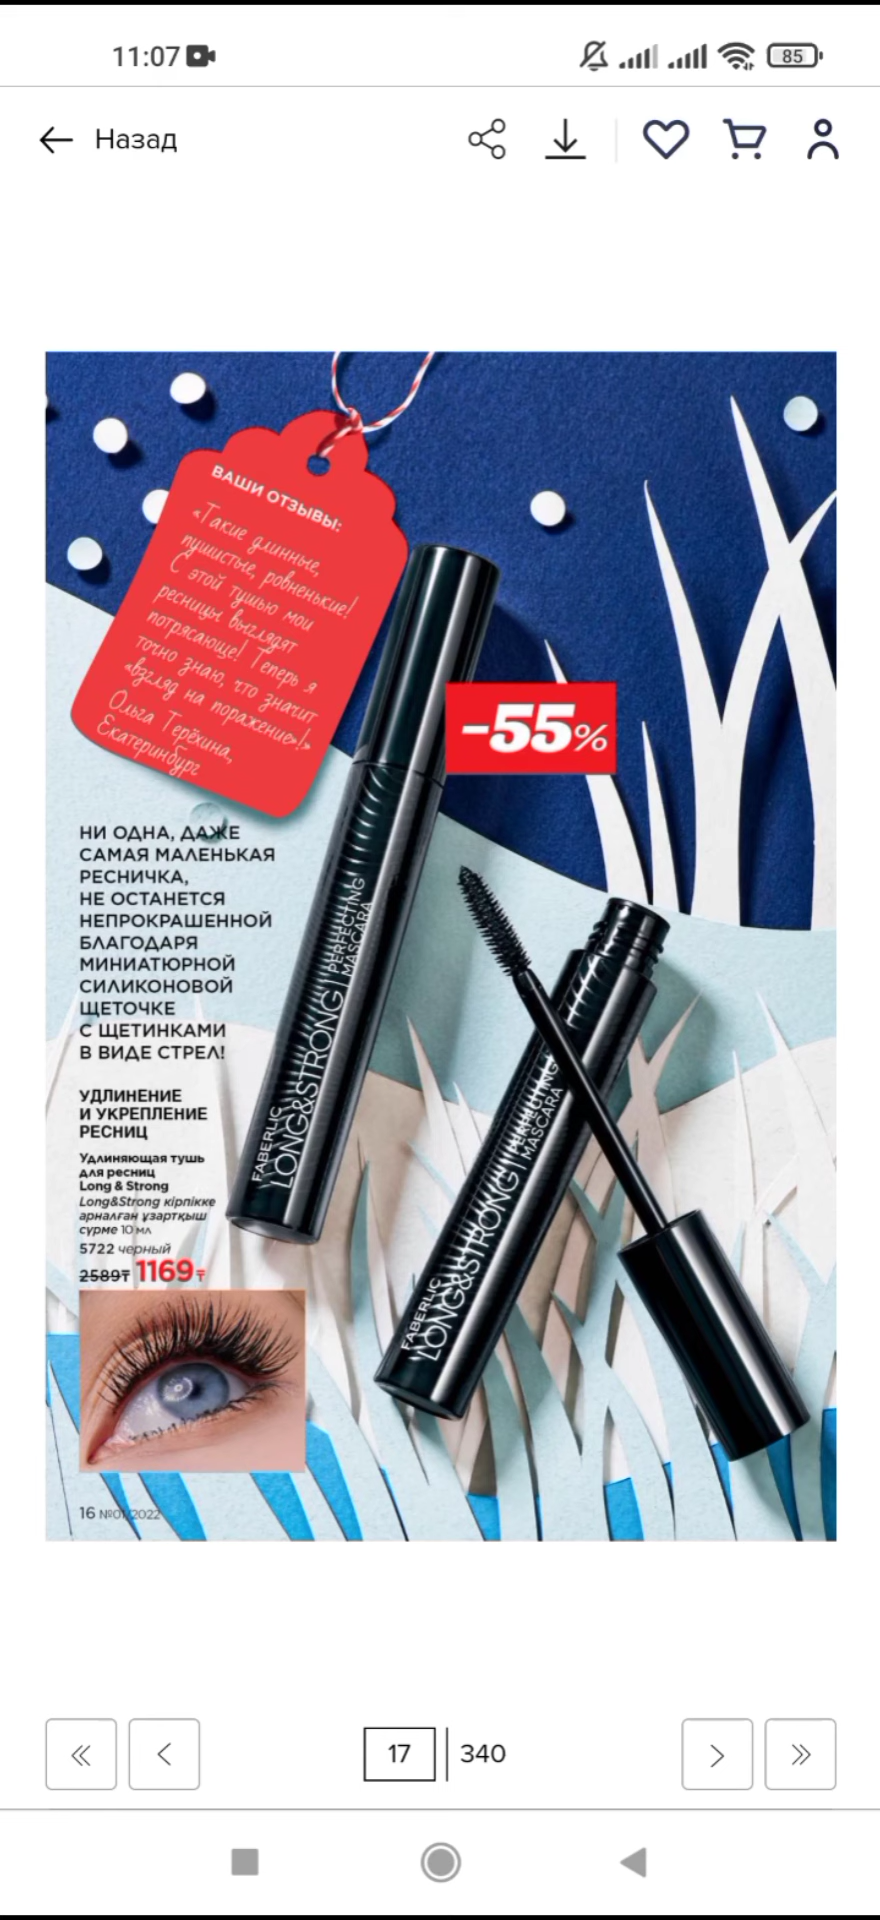 11:07
85
Назад
ВАШИ ОТЗЫВЫ:
«Такие длинные,
пушистые, ровненькие!
С этой тушью мои
ресницы выглядят
потрясающе! Теперь я
точно знаю, что значит
«взгляд на поражение»!»
Ольга Терёхина,
Екатеринбург
-55%
НИ ОДНА, ДАЖЕ
САМАЯ МАЛЕНЬКАЯ
РЕСНИЧКА,
НЕ ОСТАНЕТСЯ
НЕПРОКРАШЕННОЙ
БЛАГОДАРЯ
МИНИАТЮРНОЙ
СИЛИКОНОВОЙ
ЩЕТОЧКЕ
С ЩЕТИНКАМИ
В ВИДЕ СТРЕЛ!
УДЛИНЕНИЕ
И УКРЕПЛЕНИЕ
РЕСНИЦ
Удлиняющая тушь
для ресниц
Long & Strong
Long&Strong кірпікке
арналған ұзартқыш
сүрме 10 мл
5722 черный
2589₸ 1169₸
FABERLIC
LONG&STRONG | PERFECTING
MASCARA
FABERLIC
LONG&STRONG | PERFECTING
MASCARA
16 №01/2022
17 | 340